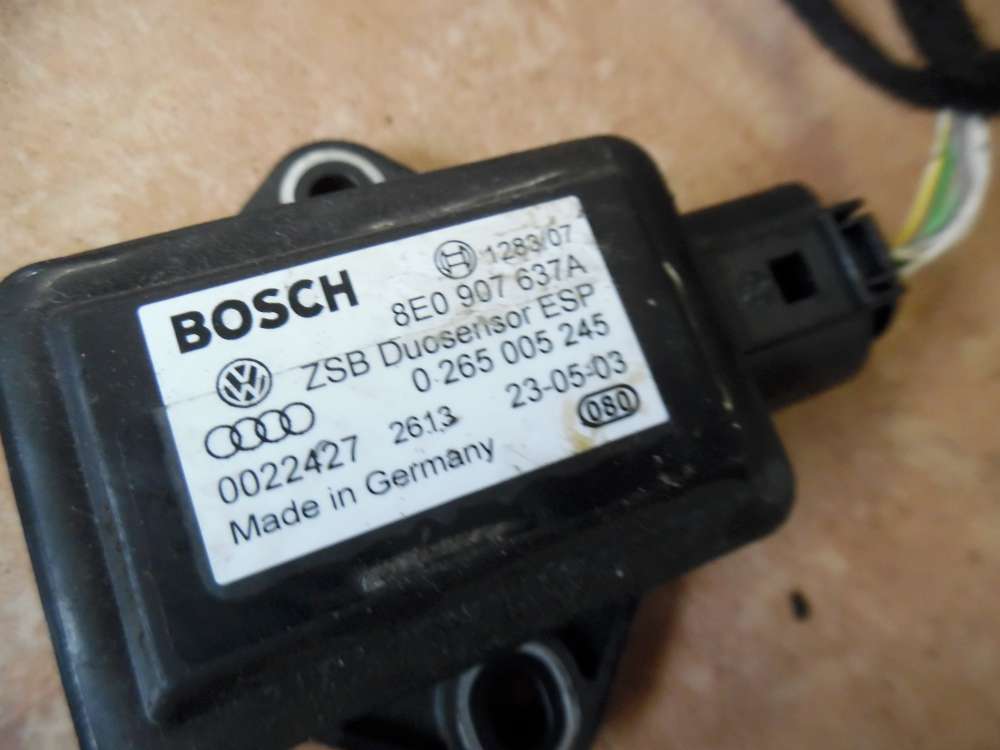 BOSCH 1283/07
8E0 907 637A
ZSB Duosensor ESP
0 265 005 245
0022427 2613 23-05-03
Made in Germany 080